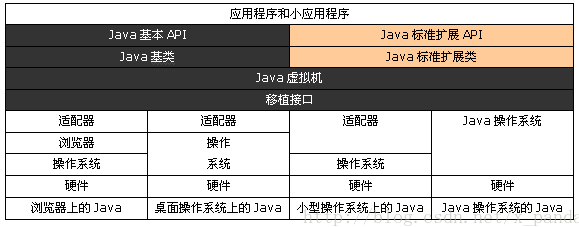 应用程序和小应用程序
Java 基本 API Java 标准扩展 API
Java 基类 Java 标准扩展类
Java 虚拟机
移植接口
适配器 适配器 适配器 Java 操作系统
浏览器 操作
操作系统 系统 操作系统
硬件 硬件 硬件 硬件
浏览器上的 Java 桌面操作系统上的 Java 小型操作系统上的 Java Java 操作系统的 Java